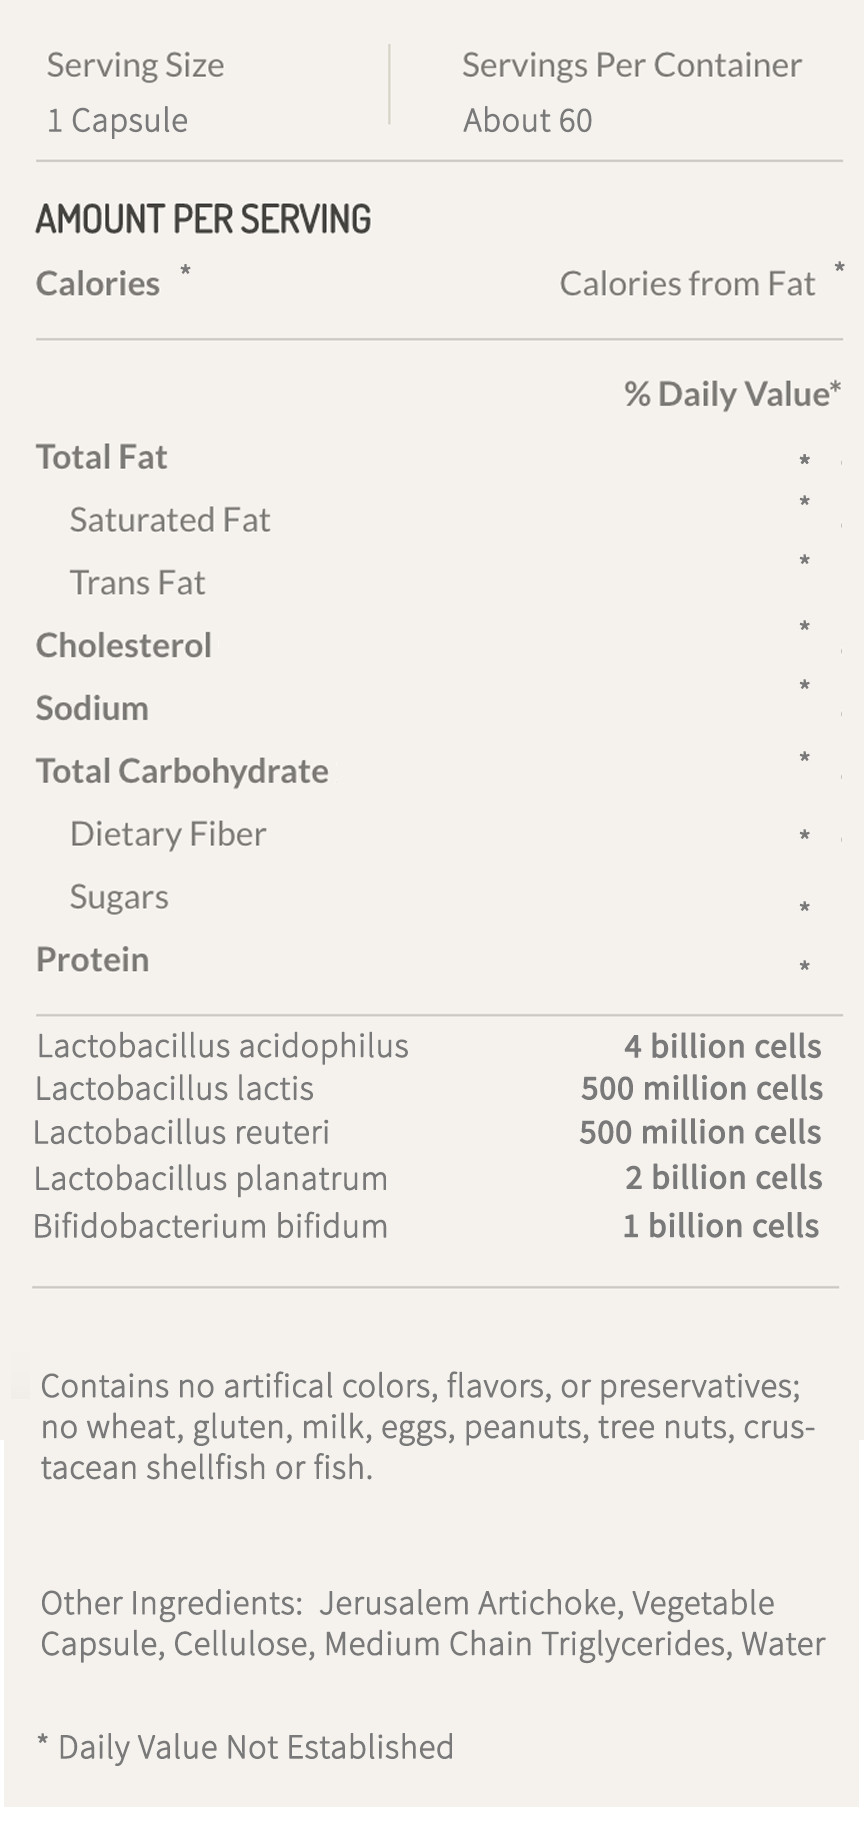 Serving Size
Servings Per Container
1 Capsule
About 60
AMOUNT PER SERVING
Calories *
Calories from Fat *
% Daily Value*
Total Fat *
Saturated Fat *
Trans Fat *
Cholesterol *
Sodium *
Total Carbohydrate *
Dietary Fiber *
Sugars *
Protein *
Lactobacillus acidophilus 4 billion cells
Lactobacillus lactis 500 million cells
Lactobacillus reuteri 500 million cells
Lactobacillus planatrum 2 billion cells
Bifidobacterium bifidum 1 billion cells
Contains no artifical colors, flavors, or preservatives;
no wheat, gluten, milk, eggs, peanuts, tree nuts, crus-
tacean shellfish or fish.
Other Ingredients: Jerusalem Artichoke, Vegetable
Capsule, Cellulose, Medium Chain Triglycerides, Water
* Daily Value Not Established